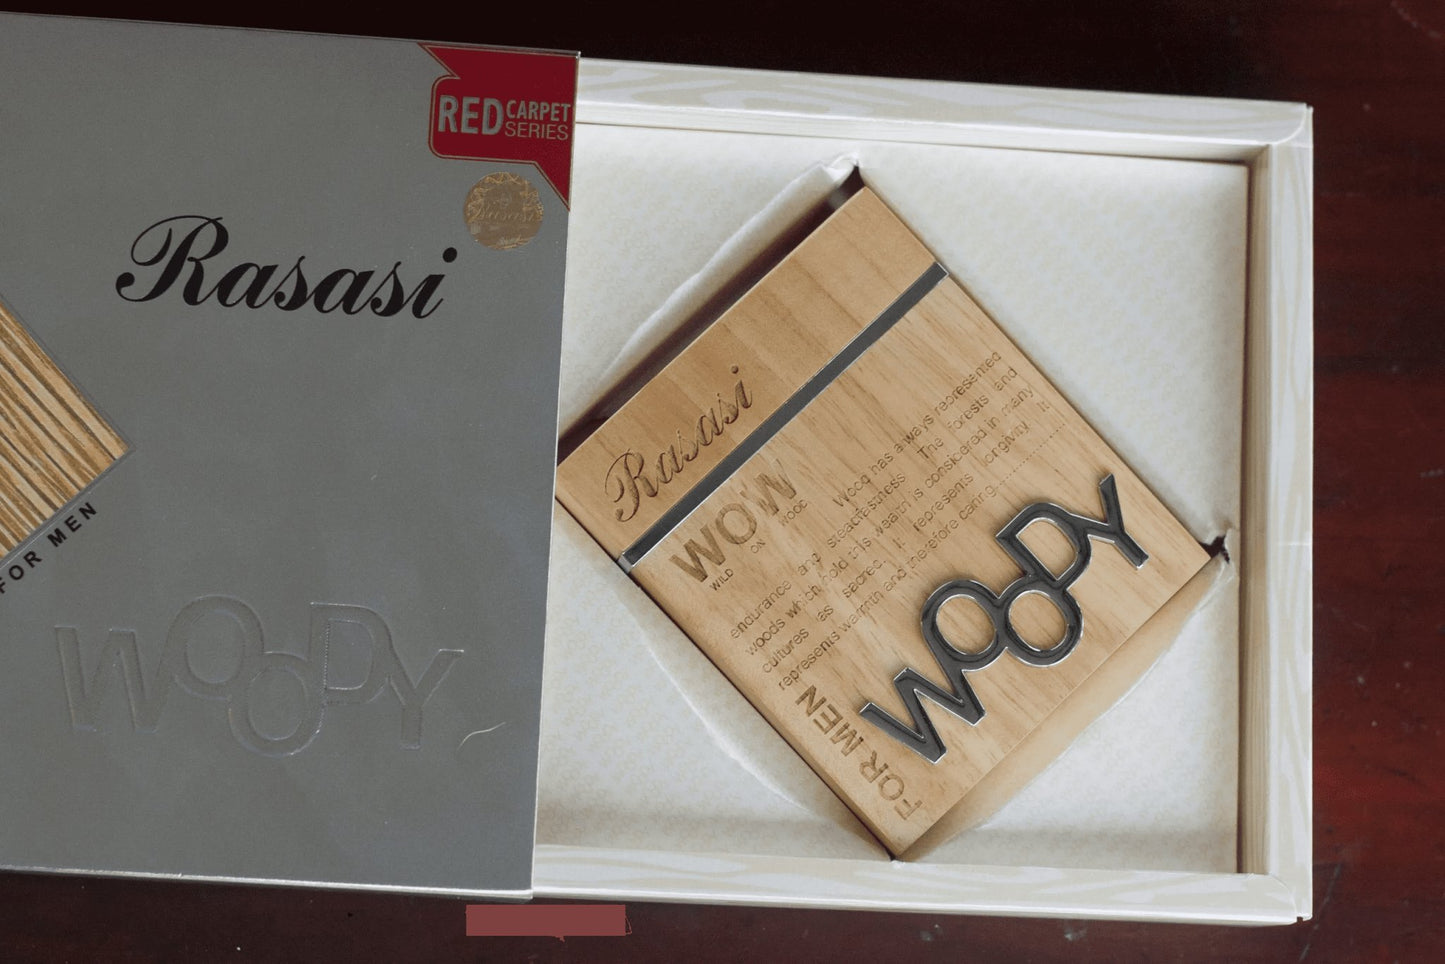 RED CARPET
SERIES
Rasasi
Rasasi
FOR MEN
WOODY
Rasasi
WOW
WILD ON WOOD
Wood has always represented
endurance and steadfastness The forests and
woods which hold this wealth is considered in many
cultures as sacred. It represents longivity. It
represents warmth and therefore caring................
WOODY
FOR MEN